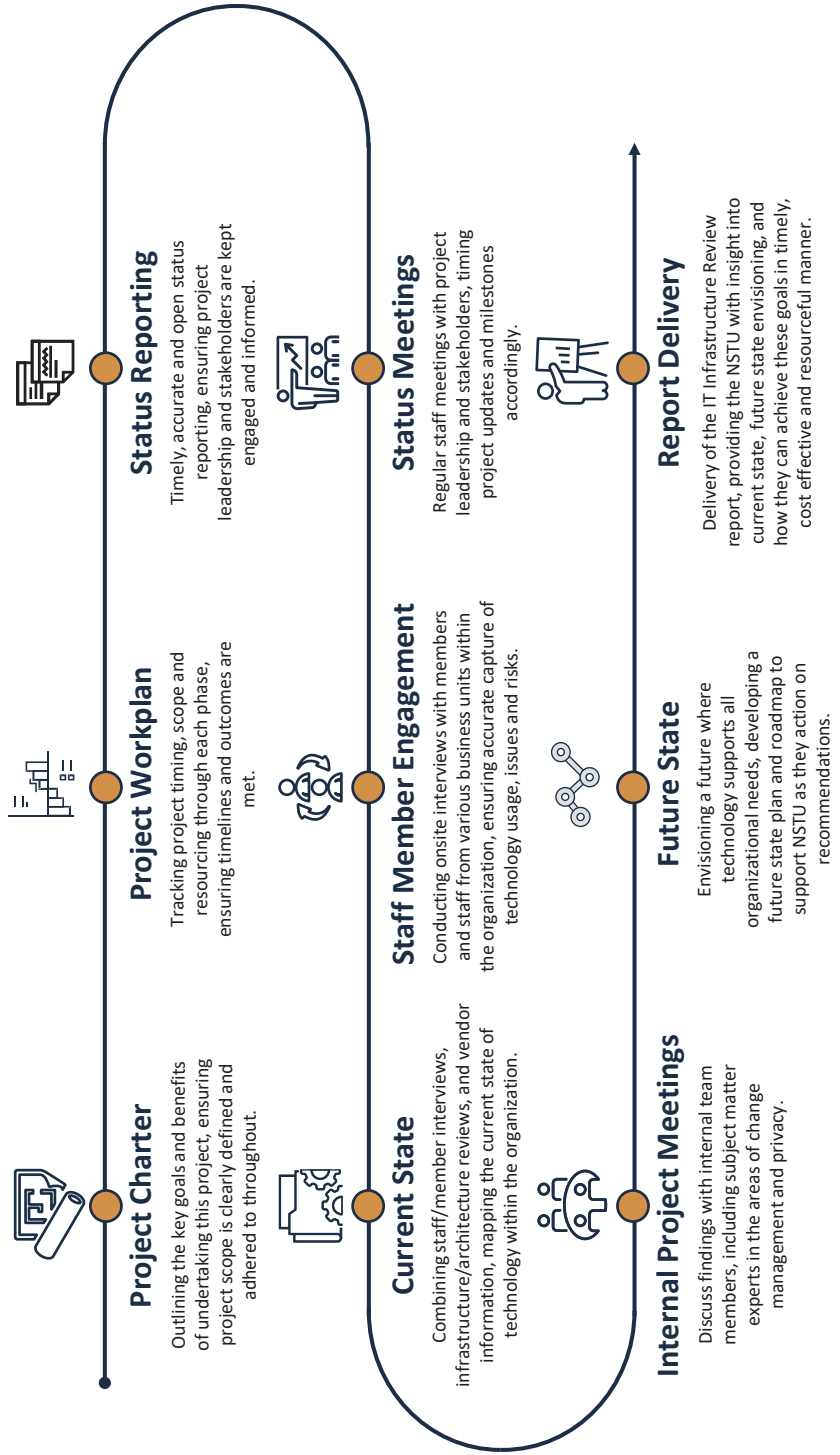 Project Charter
Outlining the key goals and benefits
of undertaking this project, ensuring
project scope is clearly defined and
adhered to throughout.
Project Workplan
Tracking project timing, scope and
resourcing through each phase,
ensuring timelines and outcomes are
met.
Status Reporting
Timely, accurate and open status
reporting, ensuring project
leadership and stakeholders are kept
engaged and informed.
Status Meetings
Regular staff meetings with project
leadership and stakeholders, timing
project updates and milestones
accordingly.
Staff Member Engagement
Conducting onsite interviews with members
and staff from various business units within
the organization, ensuring accurate capture of
technology usage, issues and risks.
Current State
Combining staff/member interviews,
infrastructure/architecture reviews, and vendor
information, mapping the current state of
technology within the organization.
Internal Project Meetings
Discuss findings with internal team
members, including subject matter
experts in the areas of change
management and privacy.
Future State
Envisioning a future where
technology supports all
organizational needs, developing a
future state plan and roadmap to
support NSTU as they action on
recommendations.
Report Delivery
Delivery of the IT Infrastructure Review
report, providing the NSTU with insight into
current state, future state envisioning, and
how they can achieve these goals in timely,
cost effective and resourceful manner.